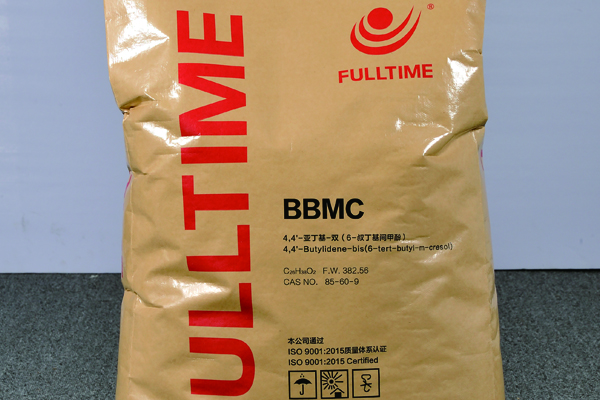 ®
FULLTIME
ULLTIME
BBMC
4,4'-亚丁基-双（6-叔丁基间甲酚）
4,4'-Butylidene-bis(6-tert-butyl-m-cresol)
C₂₆H₃₈O₂ F.W. 382.56
CAS NO. 85-60-9
本公司通过
ISO 9001:2015质量体系认证
ISO 9001:2015 Certified